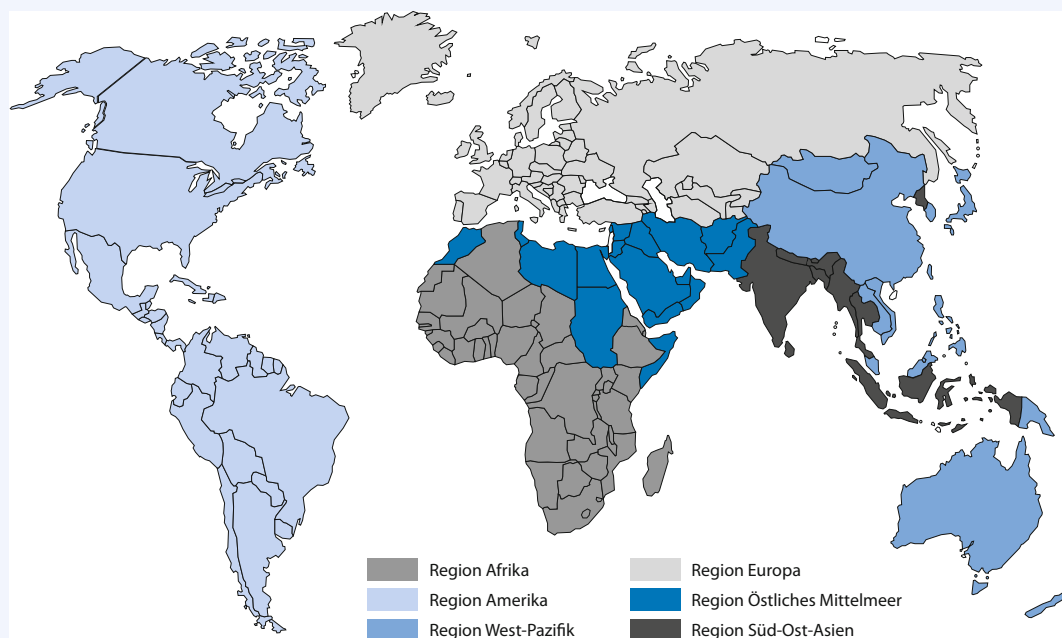 Region Afrika
Region Amerika
Region West-Pazifik
Region Europa
Region Östliches Mittelmeer
Region Süd-Ost-Asien